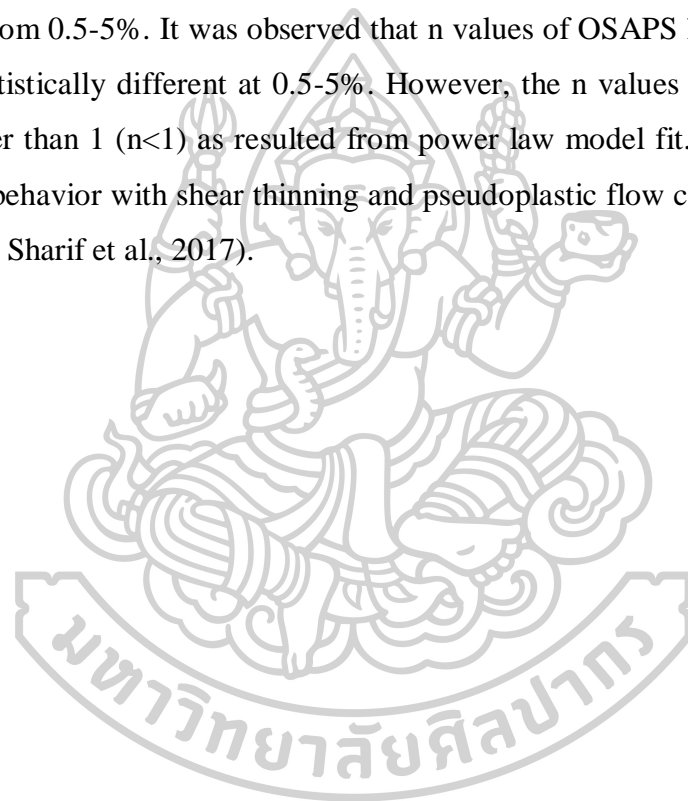 om 0.5-5%. It was observed that n values of OSAPS
tistically different at 0.5-5%. However, the n values
er than 1 (n<1) as resulted from power law model fit.
behavior with shear thinning and pseudoplastic flow c
Sharif et al., 2017).
มหาวิทยาลัยศิลปากร